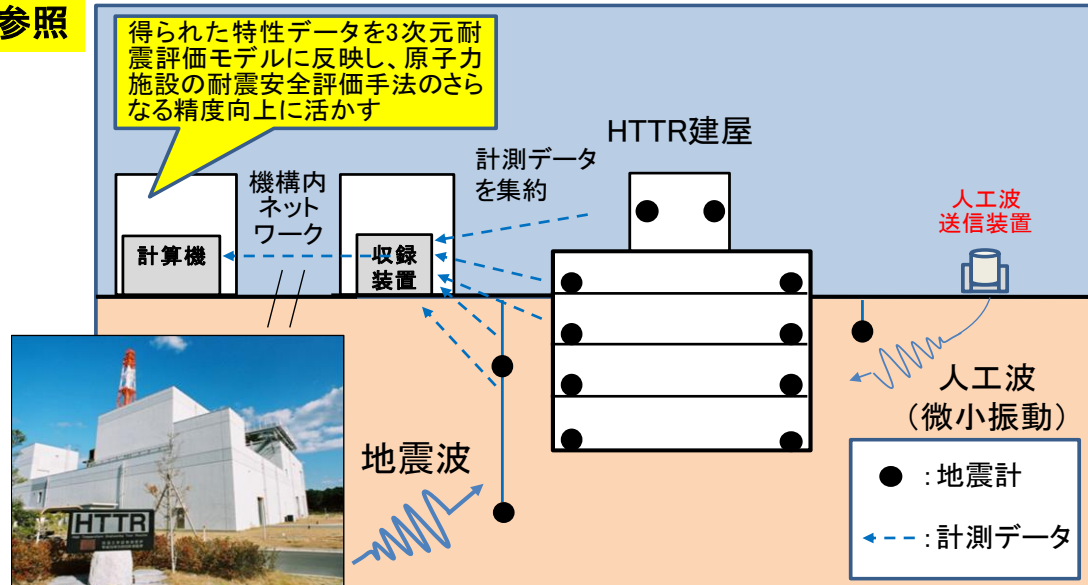 参照
得られた特性データを3次元耐
震評価モデルに反映し、原子力
施設の耐震安全評価手法のさら
なる精度向上に活かす
HTTR建屋
計測データ
を集約
機構内
ネット
ワーク
人工波
送信装置
計算機
収録
装置
人工波
(微小振動)
地震波
HTTR
●:地震計
:計測データ